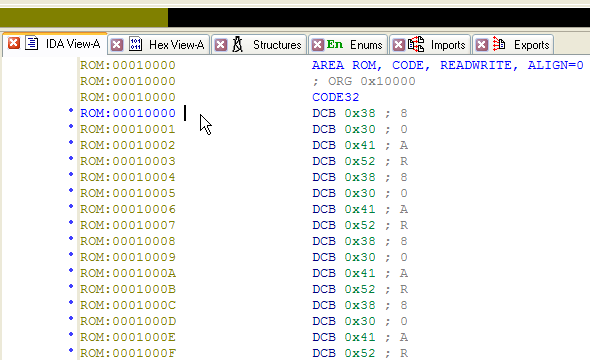 IDA View-A Hex View-A Structures En Enums Imports Exports
ROM:00010000 AREA ROM, CODE, READWRITE, ALIGN=0
ROM:00010000 ; ORG 0x10000
ROM:00010000 CODE32
ROM:00010000 DCB 0x38 ; 8
ROM:00010001 DCB 0x30 ; 0
ROM:00010002 DCB 0x41 ; A
ROM:00010003 DCB 0x52 ; R
ROM:00010004 DCB 0x38 ; 8
ROM:00010005 DCB 0x30 ; 0
ROM:00010006 DCB 0x41 ; A
ROM:00010007 DCB 0x52 ; R
ROM:00010008 DCB 0x38 ; 8
ROM:00010009 DCB 0x30 ; 0
ROM:0001000A DCB 0x41 ; A
ROM:0001000B DCB 0x52 ; R
ROM:0001000C DCB 0x38 ; 8
ROM:0001000D DCB 0x30 ; 0
ROM:0001000E DCB 0x41 ; A
ROM:0001000F DCB 0x52 ; R